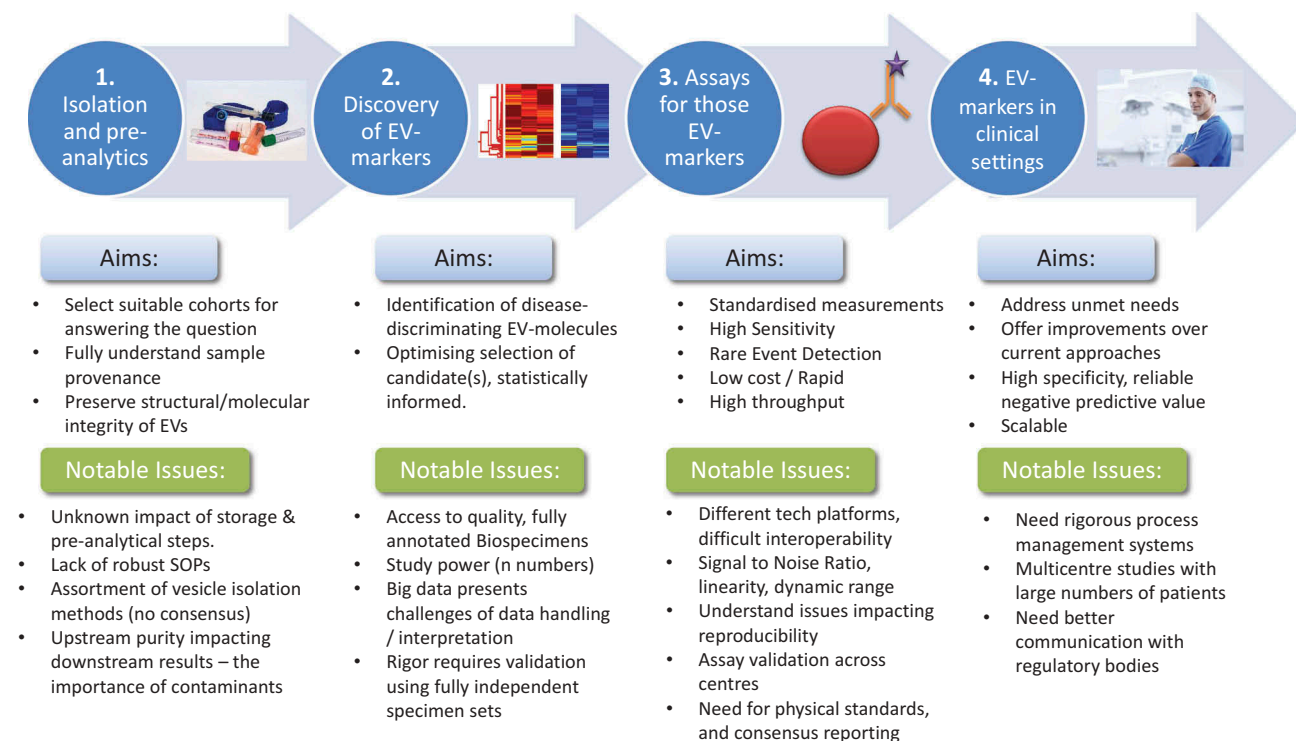 1.
Isolation
and pre-
analytics
2.
Discovery
of EV-
markers
3. Assays
for those
EV-
markers
4. EV-
markers in
clinical
settings
Aims:
• Select suitable cohorts for
answering the question
• Fully understand sample
provenance
• Preserve structural/molecular
integrity of EVs
Notable Issues:
• Unknown impact of storage &
pre-analytical steps.
• Lack of robust SOPs
• Assortment of vesicle isolation
methods (no consensus)
• Upstream purity impacting
downstream results – the
importance of contaminants
Aims:
• Identification of disease-
discriminating EV-molecules
• Optimising selection of
candidate(s), statistically
informed.
Notable Issues:
• Access to quality, fully
annotated Biospecimens
• Study power (n numbers)
• Big data presents
challenges of data handling
/ interpretation
• Rigor requires validation
using fully independent
specimen sets
Aims:
• Standardised measurements
• High Sensitivity
• Rare Event Detection
• Low cost / Rapid
• High throughput
Notable Issues:
• Different tech platforms,
difficult interoperability
• Signal to Noise Ratio,
linearity, dynamic range
• Understand issues impacting
reproducibility
• Assay validation across
centres
• Need for physical standards,
and consensus reporting
Aims:
• Address unmet needs
• Offer improvements over
current approaches
• High specificity, reliable
negative predictive value
• Scalable
Notable Issues:
• Need rigorous process
management systems
• Multicentre studies with
large numbers of patients
• Need better
communication with
regulatory bodies